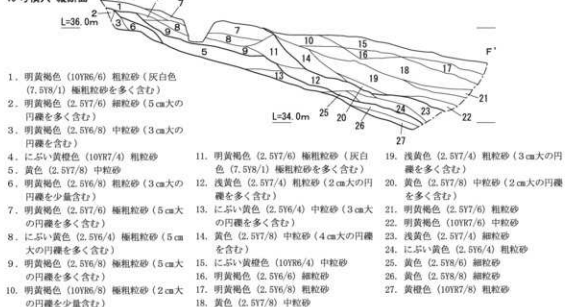 L=36.0m
L=34.0m
F'
1. 明黄褐色 (10YR6/6) 粗粒砂 (灰白色
(7.5Y8/1) 極粗粒砂を多く含む)
2. 明黄褐色 (2.5Y7/6) 細粒砂 (5㎝大の
円礫を多く含む)
3. 明黄褐色 (2.5Y6/8) 中粒砂 (3㎝大の
円礫を含む)
4. にぶい黄橙色 (10YR7/4) 粗粒砂
5. 黄色 (2.5Y7/8) 中粒砂
6. 明黄褐色 (2.5Y6/8) 粗粒砂 (3㎝大の
円礫を少量含む)
7. 明黄褐色 (2.5Y7/6) 極粗粒砂 (5㎝大
の円礫を多く含む)
8. にぶい黄色 (2.5Y6/4) 極粗粒砂 (5㎝
大の円礫を多く含む)
9. 明黄褐色 (2.5Y6/8) 極粗粒砂 (5㎝大
の円礫を多く含む)
10. 明黄褐色 (2.5Y6/8) 極粗粒砂 (2㎝大
の円礫を少量含む)
11. 明黄褐色 (2.5Y7/6) 極粗粒砂 (灰白
色 (7.5Y8/1) 極粗粒砂を多く含む)
12. 浅黄色 (2.5Y7/4) 粗粒砂 (2㎝大の円
礫を多く含む)
13. にぶい黄色 (2.5Y6/4) 中粒砂 (3㎝大
の円礫を多く含む)
14. 黄色 (2.5Y7/8) 中粒砂 (4㎝大の円礫
を含む)
15. にぶい黄橙色 (10YR6/4) 中粒砂
16. 明黄褐色 (2.5Y6/6) 細粒砂
17. 明黄褐色 (2.5Y7/8) 粗粒砂
18. 黄色 (2.5Y7/8) 中粒砂
19. 浅黄色 (2.5Y7/4) 粗粒砂 (3㎝大の円
礫を多く含む)
20. 黄色 (2.5Y7/8) 中粒砂 (2㎝大の円礫
を多く含む)
21. 明黄褐色 (2.5Y7/6) 粗粒砂
22. 明黄褐色 (10YR7/6) 中粒砂
23. 浅黄色 (2.5Y7/4) 細粒砂
24. にぶい黄色 (2.5Y6/4) 粗粒砂
25. 黄色 (2.5Y8/6) 細粒砂
26. 黄色 (2.5Y8/6) 細粒砂
27. 黄橙色 (10YR8/8) 細粒砂